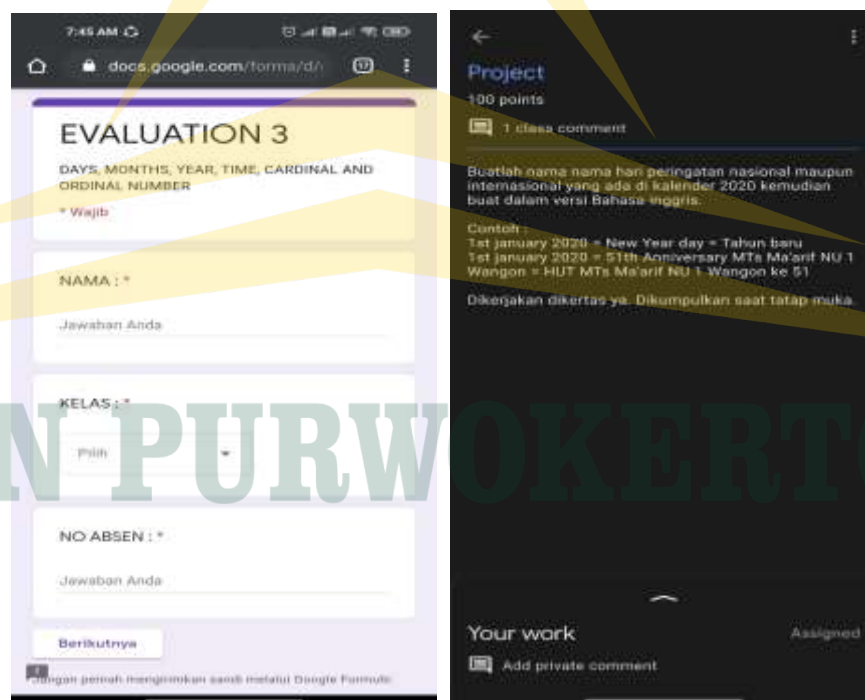 7:45 AM
docs.google.com/forms/d/
EVALUATION 3
DAYS, MONTHS, YEAR, TIME, CARDINAL AND
ORDINAL NUMBER
* Wajib
NAMA : *
Jawaban Anda
KELAS : *
Pilih
NO ABSEN : *
Jawaban Anda
Berikutnya
Jangan pernah mengirimkan sandi melalui Google Formulir.
Project
100 points
1 class comment
Buatlah nama nama hari peringatan nasional maupun
internasional yang ada di kalender 2020 kemudian
buat dalam versi Bahasa inggris.
Contoh :
1st january 2020 = New Year day = Tahun baru
1st january 2020 = 51th Anniversary MTs Ma'arif NU 1
Wangon = HUT MTs Ma'arif NU 1 Wangon ke 51
Dikerjakan dikertas ya. Dikumpulkan saat tatap muka.
Your work
Assigned
Add private comment
N PURWOKERTO